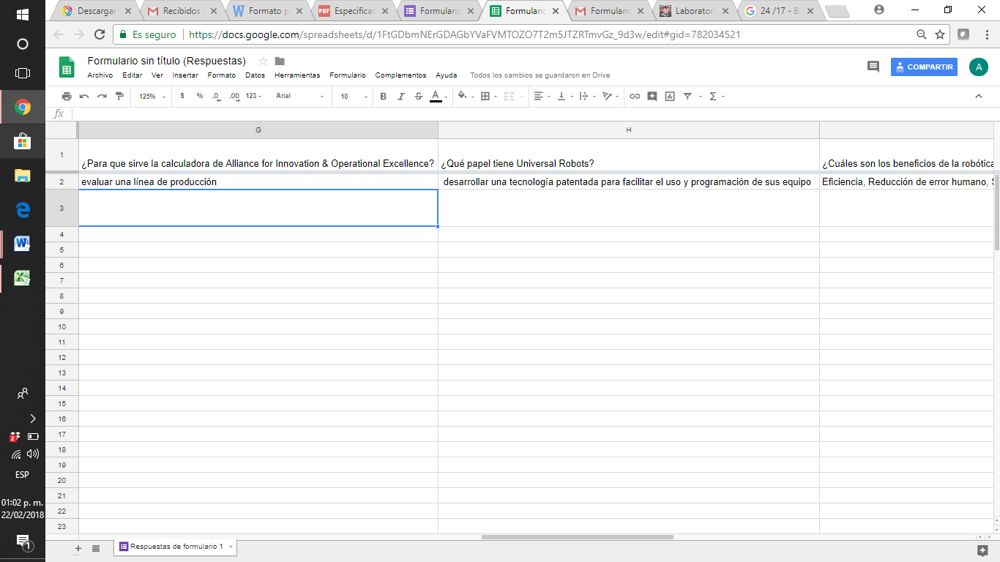 Descargar
Recibidos
Formato p
Especificac
Formulario
Formulario
Formulario
Laborator
24 /17 - B
Es seguro
https://docs.google.com/spreadsheets/d/1FtGDbmNErGDAGbYVaFVMTOZO7T2m5JTZRTmvGz_9d3w/edit#gid=782034521
Formulario sin título (Respuestas)
Archivo Editar Ver Insertar Formato Datos Herramientas Formulario Complementos Ayuda Todos los cambios se guardaron en Drive
COMPARTIR
A
125% $ % .0 .00 123 Arial 10 B I S A Σ
fx
G H
1 ¿Para que sirve la calculadora de Alliance for Innovation & Operational Excellence? ¿Qué papel tiene Universal Robots? ¿Cuáles son los beneficios de la robótica
2 evaluar una línea de producción desarrollar una tecnología patentada para facilitar el uso y programación de sus equipo Eficiencia, Reducción de error humano, S
3
4
5
6
7
8
9
10
11
12
13
14
15
16
17
18
19
20
21
22
23
Respuestas de formulario 1
2
ESP
01:02 p. m.
22/02/2018
1